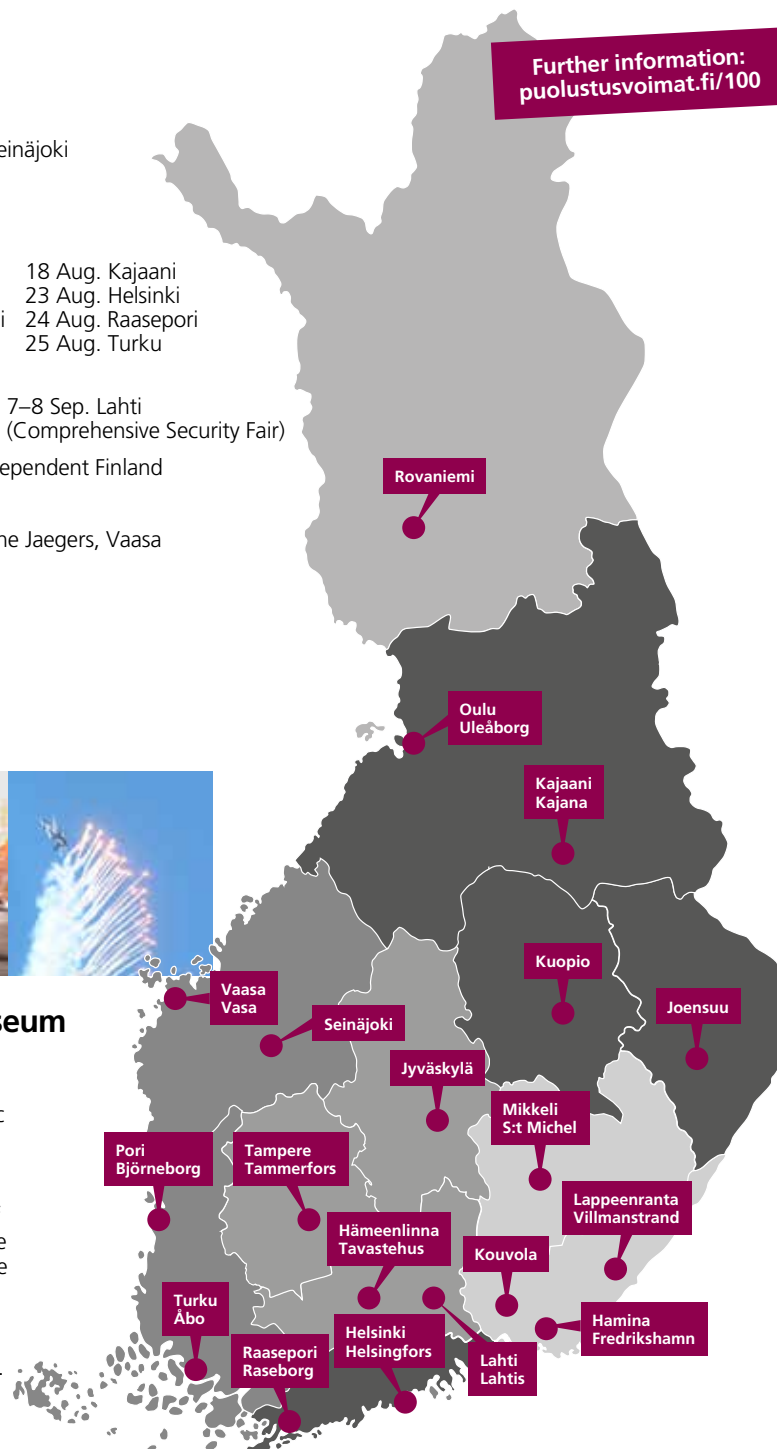 Further information:
puolustusvoimat.fi/100
18 Aug. Kajaani
23 Aug. Helsinki
24 Aug. Raasepori
25 Aug. Turku
7–8 Sep. Lahti
(Comprehensive Security Fair)
Finland
Jaegers, Vaasa
Rovaniemi
Oulu
Uleåborg
Kajaani
Kajana
Kuopio
Joensuu
Vaasa
Vasa
Seinäjoki
Jyväskylä
Mikkeli
S:t Michel
Pori
Björneborg
Tampere
Tammerfors
Lappeenranta
Villmanstrand
Hämeenlinna
Tavastehus
Kouvola
Turku
Åbo
Raasepori
Raseborg
Helsinki
Helsingfors
Lahti
Lahtis
Hamina
Fredrikshamn